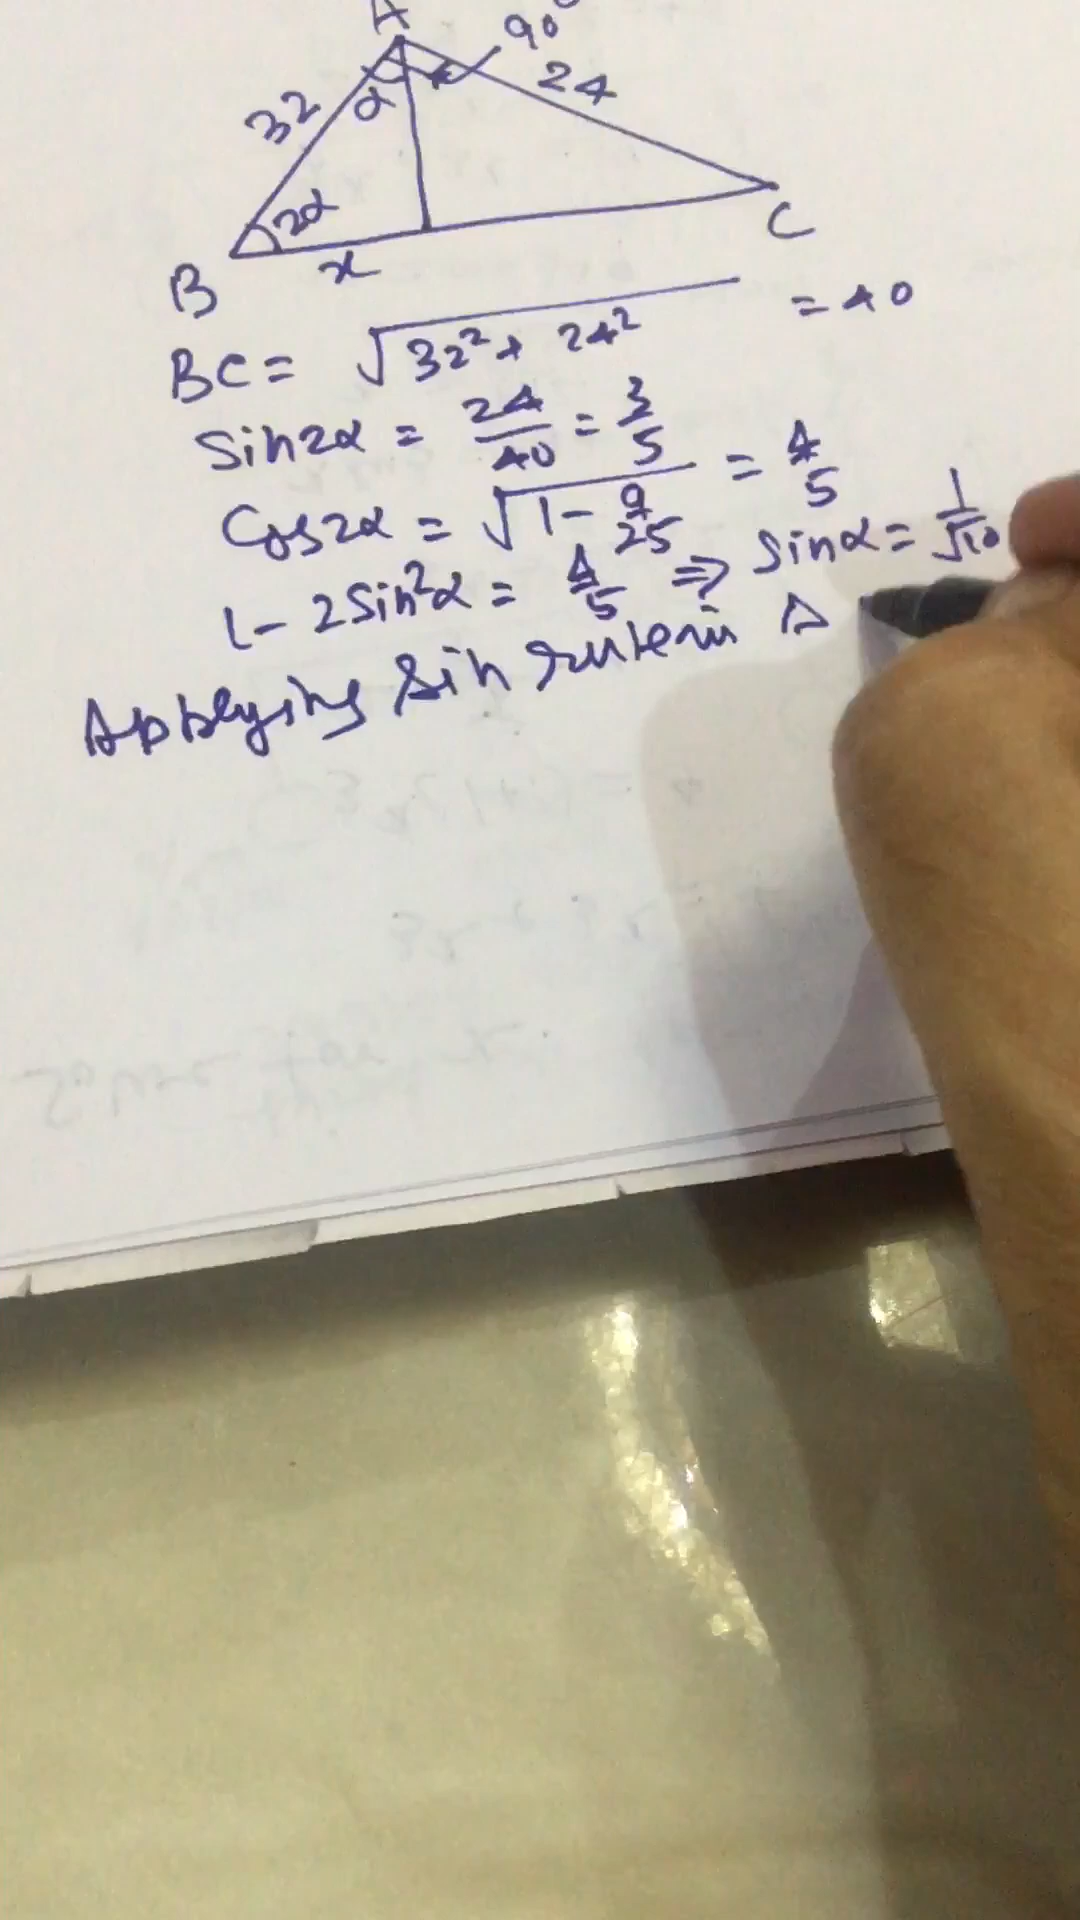 A
90°
32
24
α
2α
B
x
C
BC = √32² + 24² = 40
Sin2α = 24/40 = 3/5
Cos2α = √1 - 9/25 = 4/5
1 - 2Sin²α = 4/5 ⇒ Sinα = 1/√10
Applying Sin rule in Δ